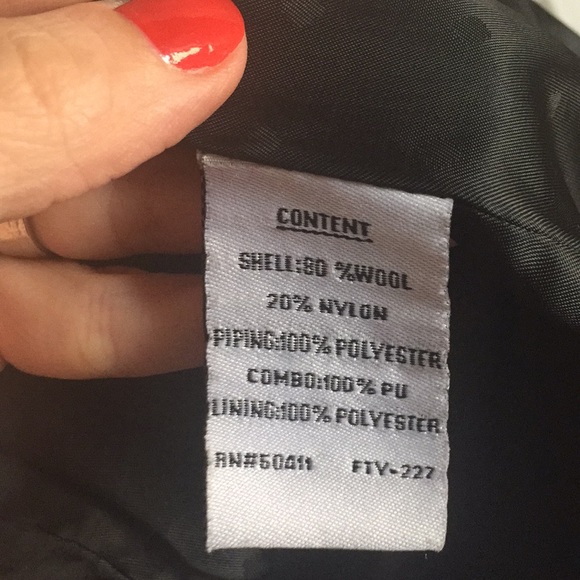 CONTENT
SHELL:80 %WOOL
20% NYLON
PIPING:100% POLYESTER
COMBO:100% PU
LINING:100% POLYESTER
RN#50411 FTY-227